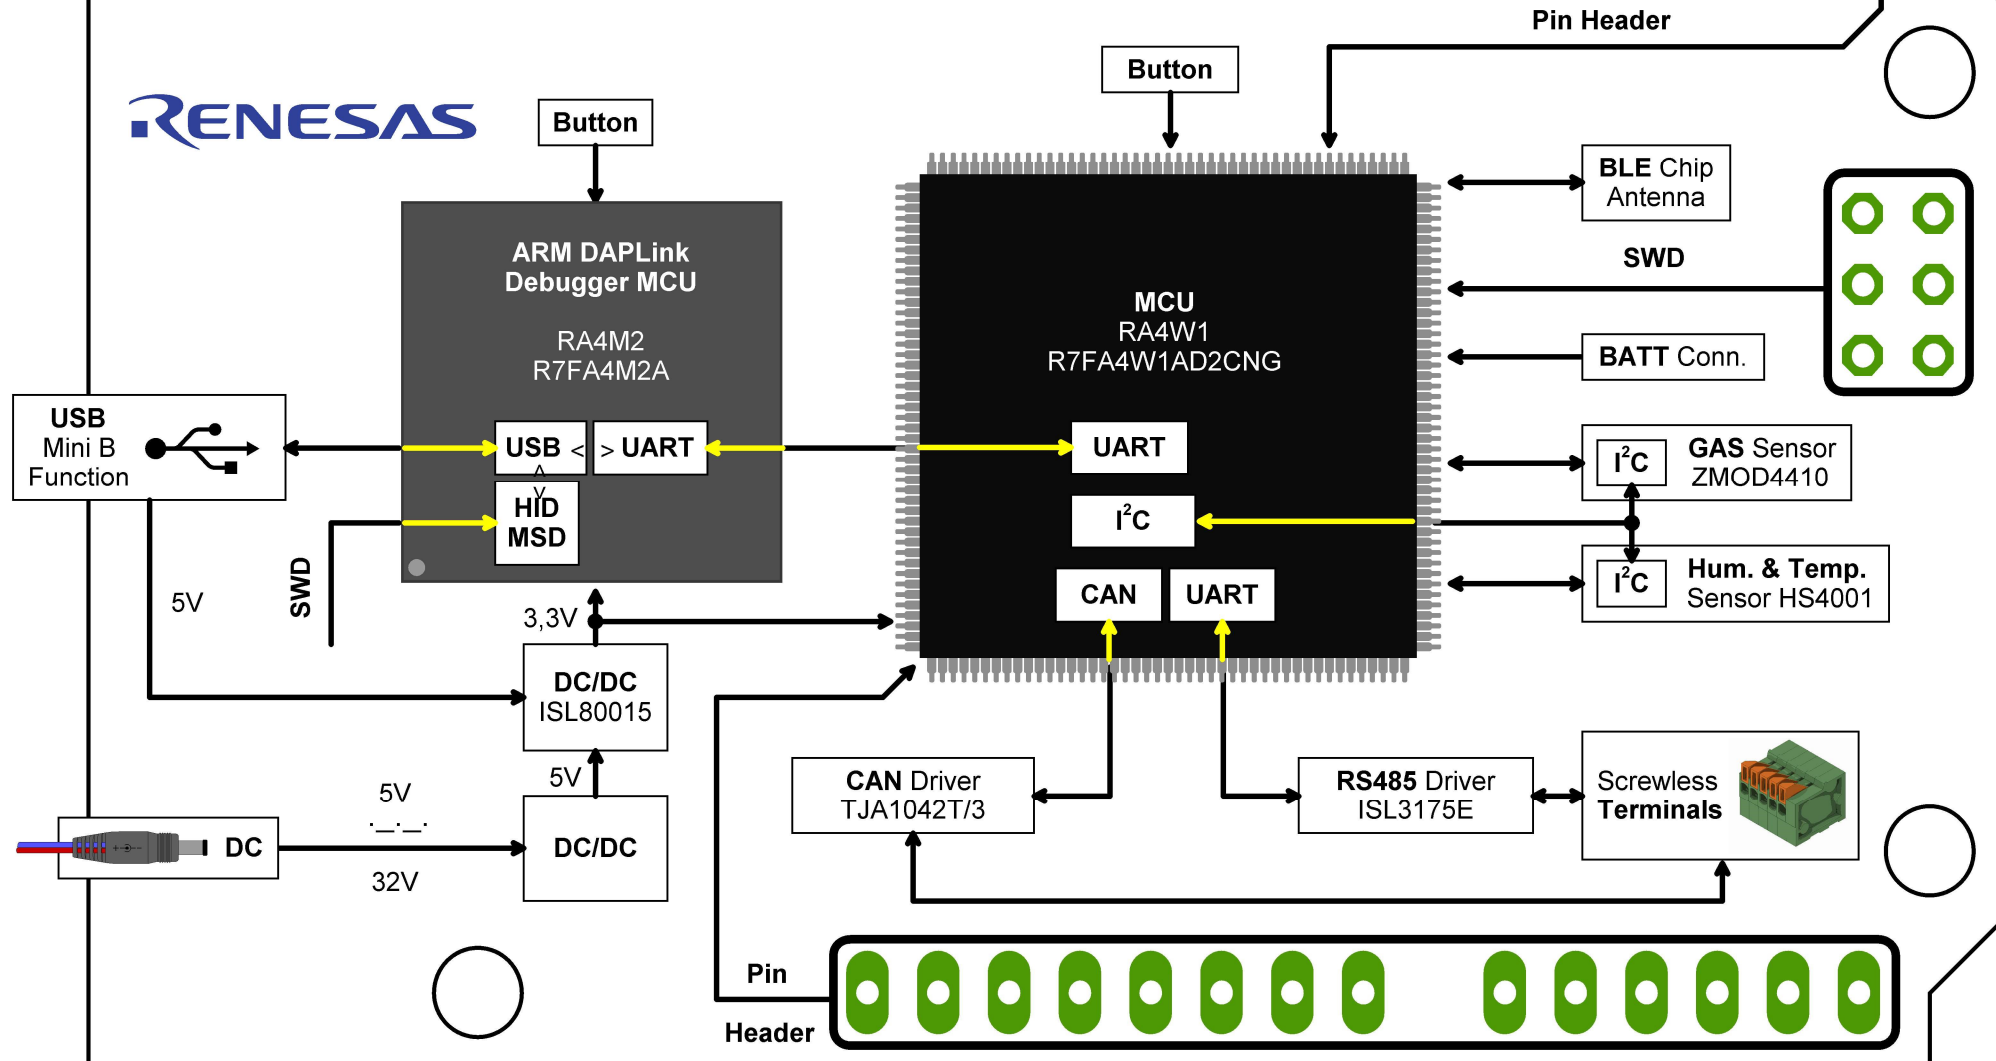 Pin Header
RENESAS
Button
Button
BLE Chip
Antenna
SWD
BATT Conn.
ARM DAPLink
Debugger MCU
RA4M2
R7FA4M2A
MCU
RA4W1
R7FA4W1AD2CNG
USB
Mini B
Function
USB < > UART
^
v
HID
MSD
UART
I²C
CAN
UART
I²C
GAS Sensor
ZMOD4410
I²C
Hum. & Temp.
Sensor HS4001
5V
SWD
3,3V
DC/DC
ISL80015
5V
5V
._._.
32V
DC
DC/DC
CAN Driver
TJA1042T/3
RS485 Driver
ISL3175E
Screwless
Terminals
Pin
Header